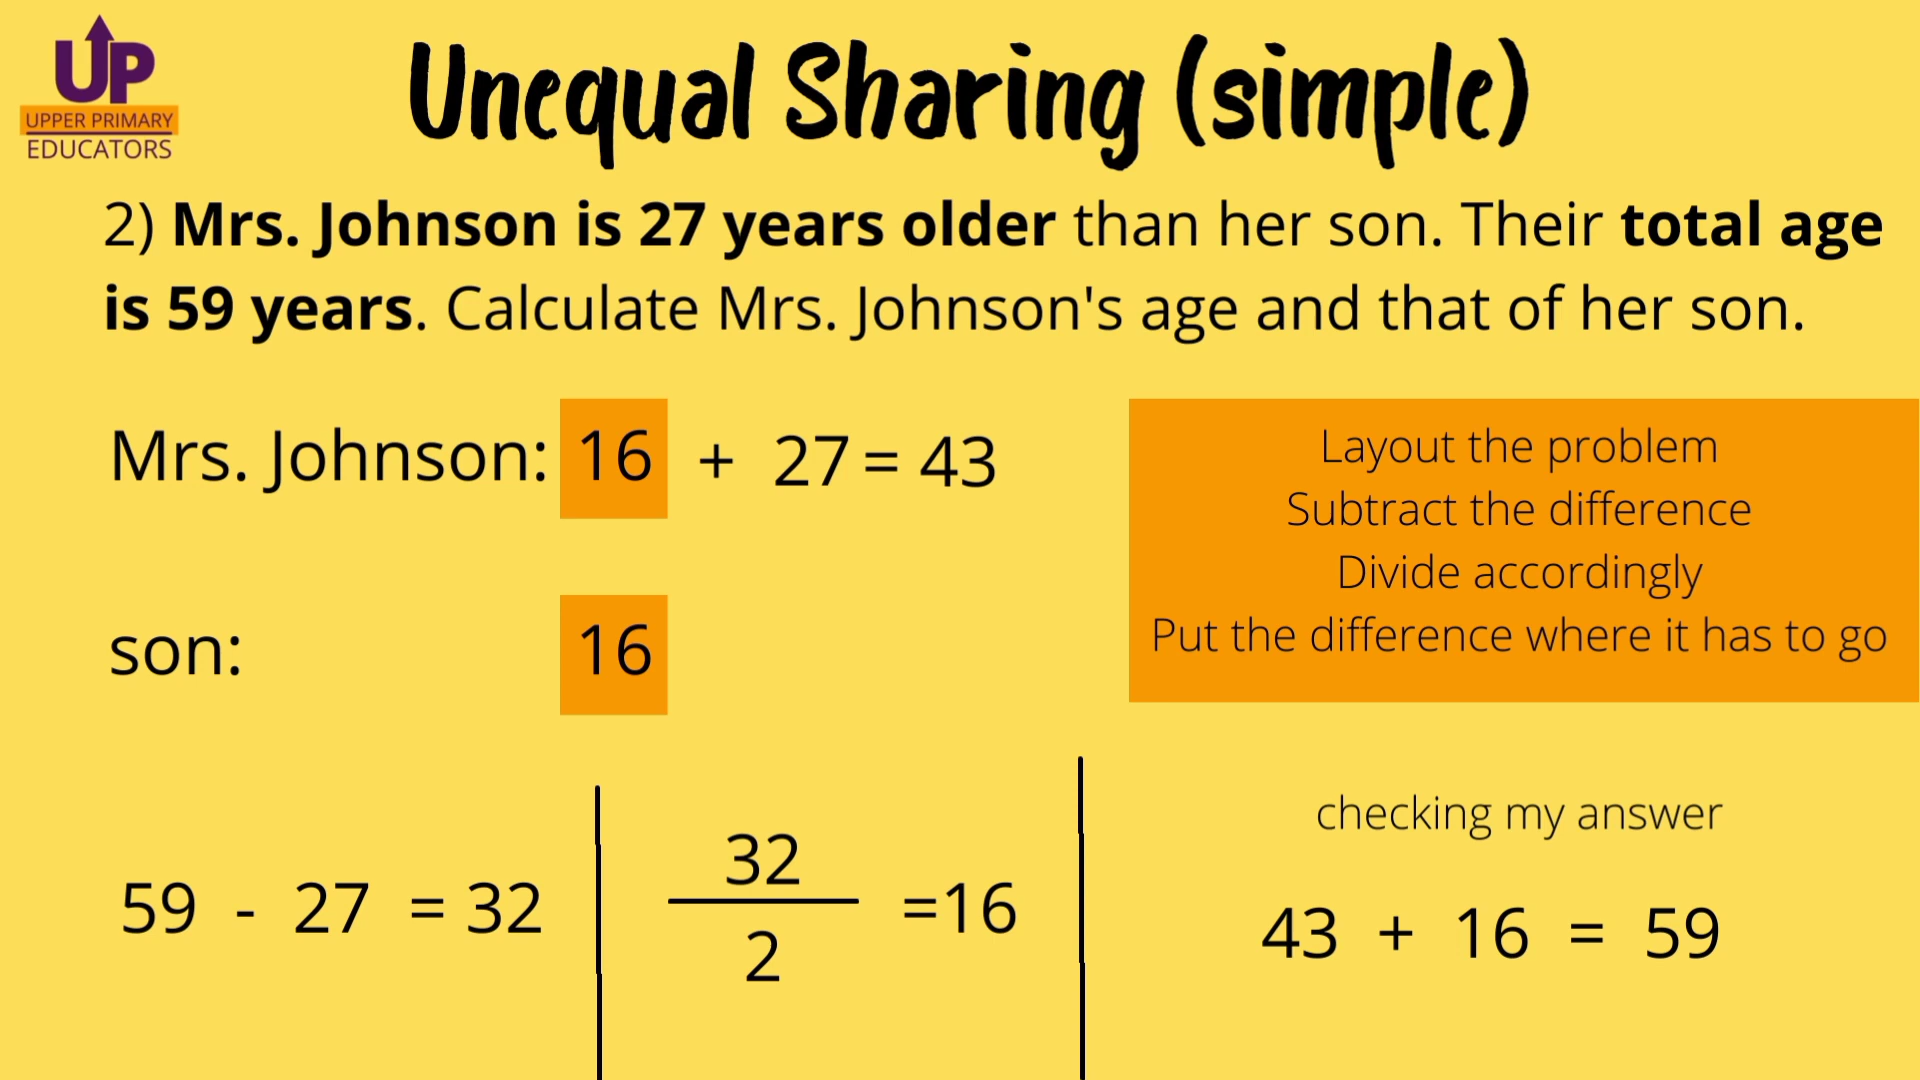 UP
UPPER PRIMARY
EDUCATORS
Unequal Sharing (simple)
2) Mrs. Johnson is 27 years older than her son. Their total age
is 59 years. Calculate Mrs. Johnson's age and that of her son.
Mrs. Johnson: 16 + 27 = 43
son: 16
Layout the problem
Subtract the difference
Divide accordingly
Put the difference where it has to go
59 - 27 = 32
32
2
=16
checking my answer
43 + 16 = 59